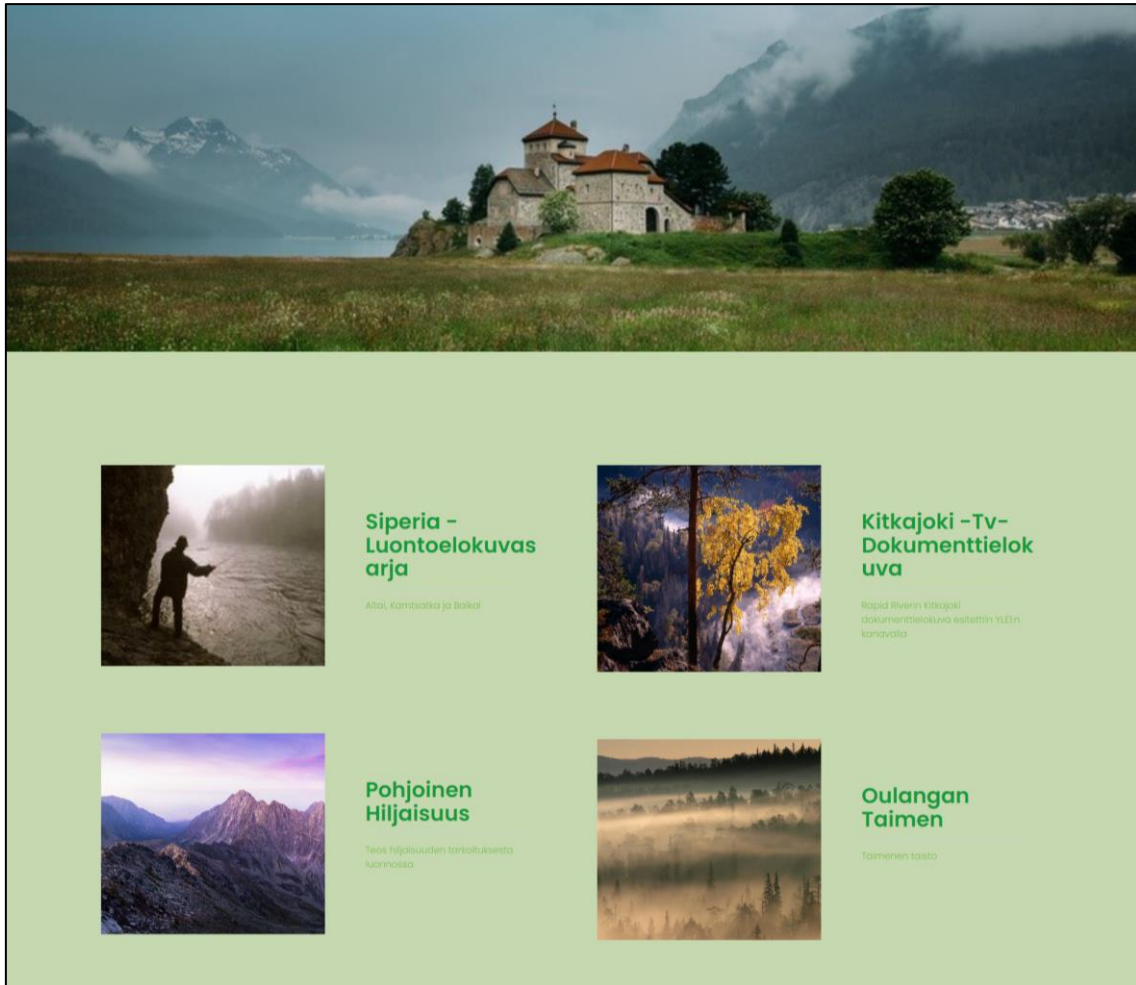 Siperia -
Luontoelokuvas
arja
Altai, Kamtsatka ja Baikal
Kitkajoki -Tv-
Dokumenttielok
uva
Rapid Riverin Kitkajoki
dokumenttielokuva esitettiin YLE1:n
kanavalla
Pohjoinen
Hiljaisuus
Teos hiljaisuuden tarkoituksesta
luonnossa
Oulangan
Taimen
Taimenen taisto